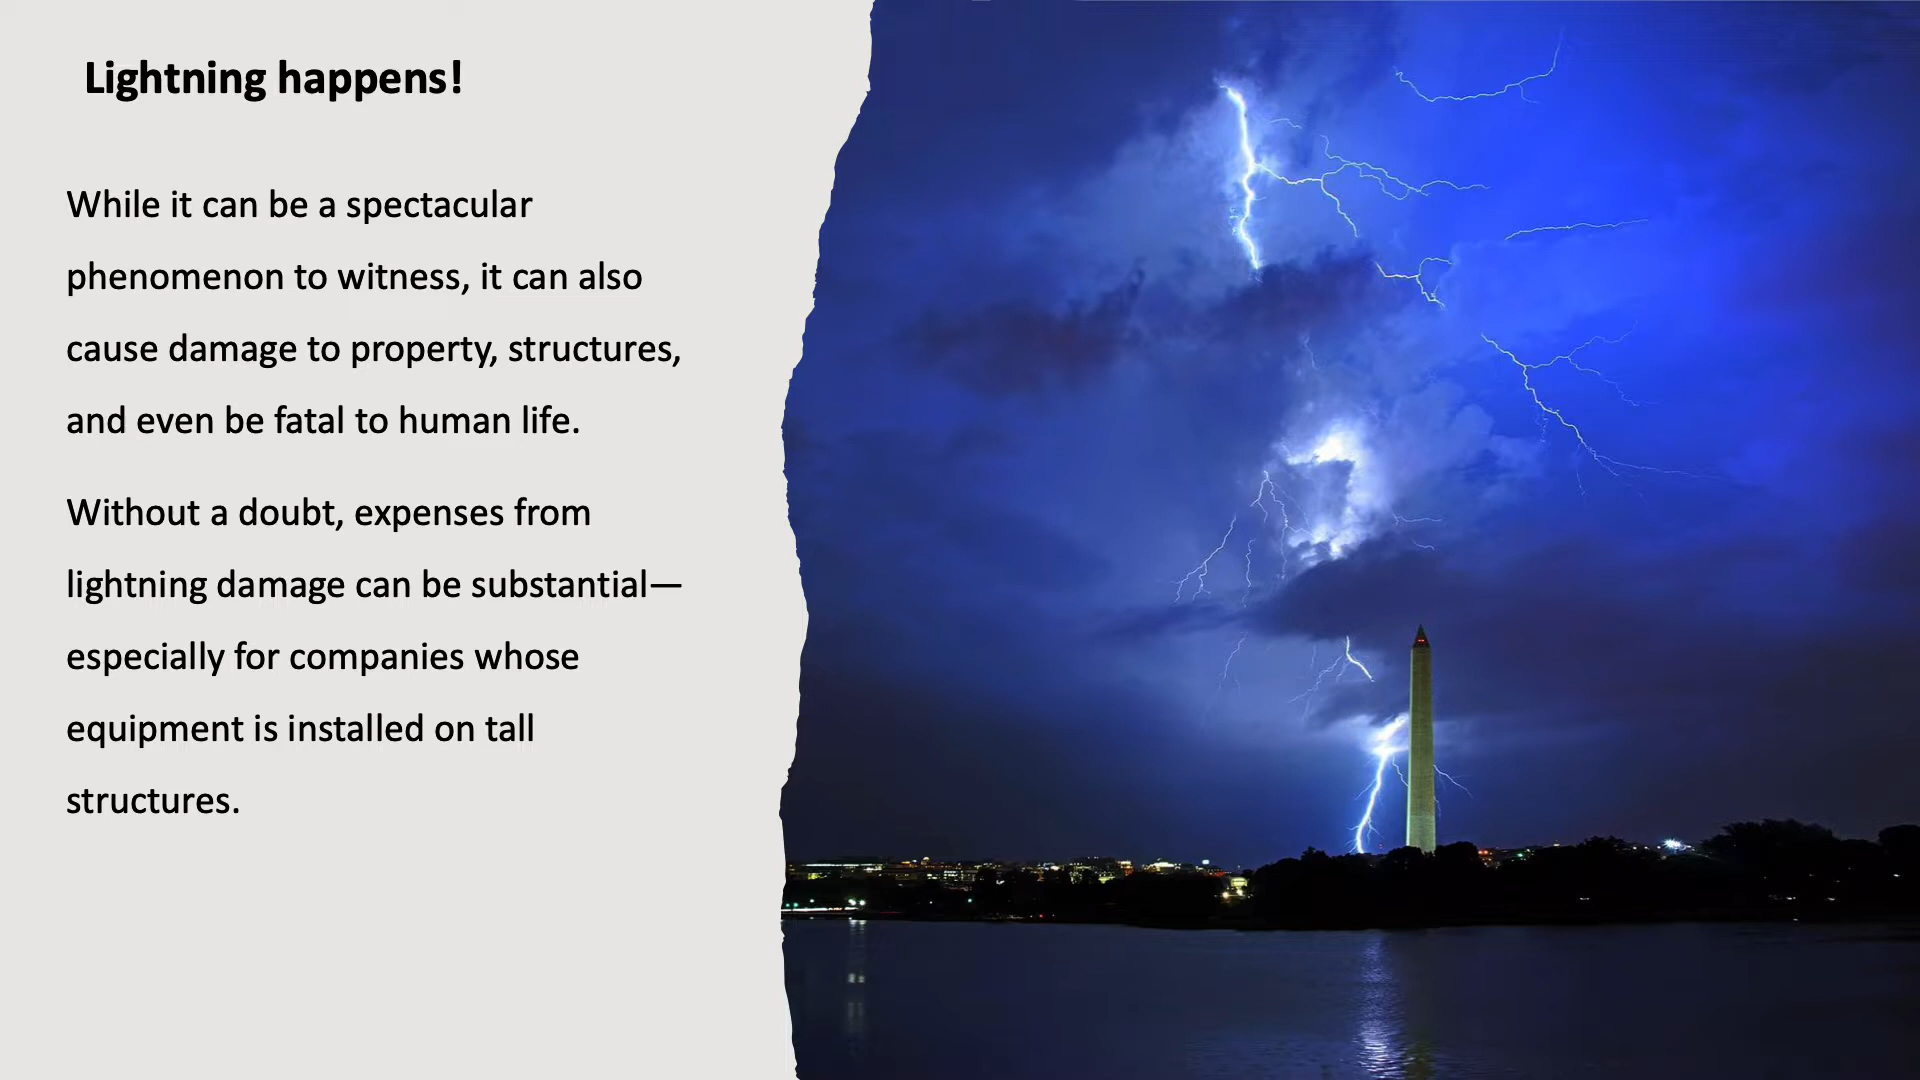 Lightning happens!
While it can be a spectacular
phenomenon to witness, it can also
cause damage to property, structures,
and even be fatal to human life.
Without a doubt, expenses from
lightning damage can be substantial—
especially for companies whose
equipment is installed on tall
structures.